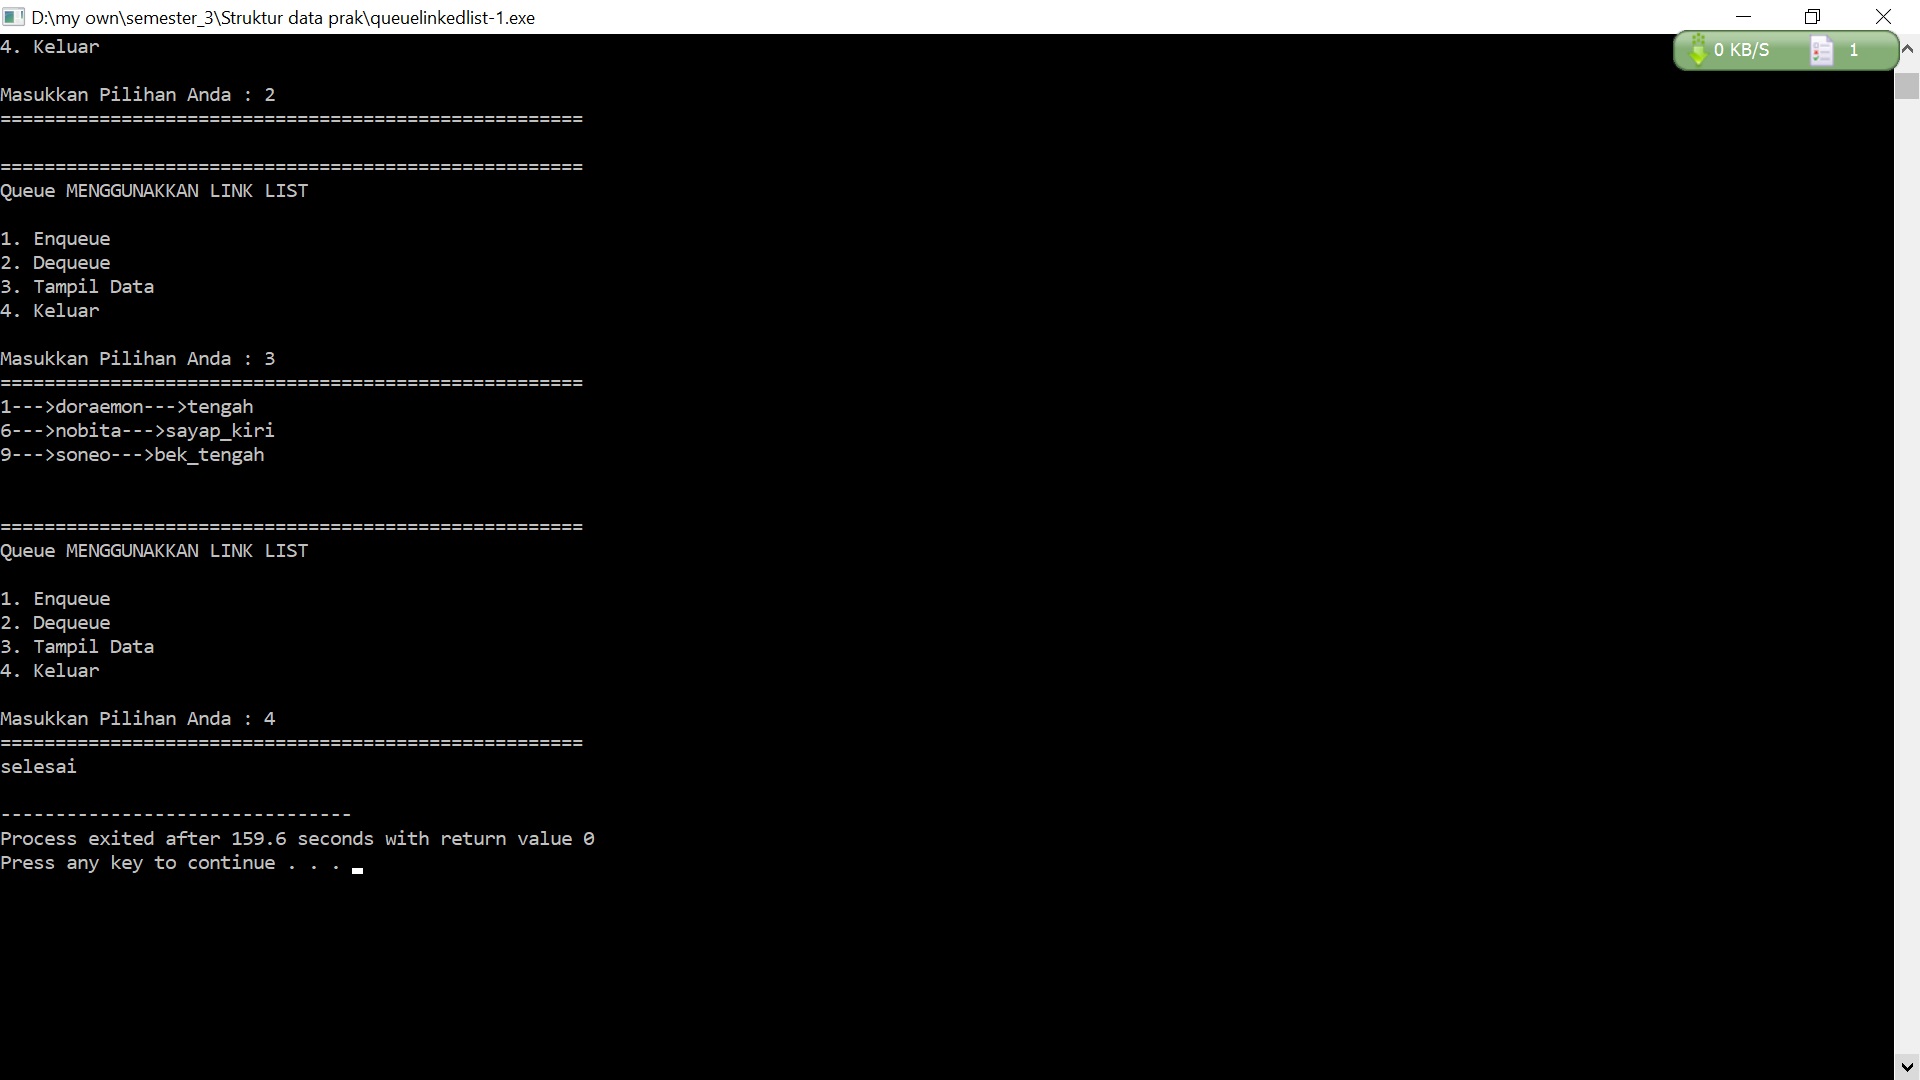 D:\my own\semester_3\Struktur data prak\queuelinkedlist-1.exe
0 KB/S 1
4. Keluar
Masukkan Pilihan Anda : 2
=====================================================
=====================================================
Queue MENGGUNAKKAN LINK LIST
1. Enqueue
2. Dequeue
3. Tampil Data
4. Keluar
Masukkan Pilihan Anda : 3
=====================================================
1--->doraemon--->tengah
6--->nobita--->sayap_kiri
9--->soneo--->bek_tengah
=====================================================
Queue MENGGUNAKKAN LINK LIST
1. Enqueue
2. Dequeue
3. Tampil Data
4. Keluar
Masukkan Pilihan Anda : 4
=====================================================
selesai
--------------------------------
Process exited after 159.6 seconds with return value 0
Press any key to continue . . .